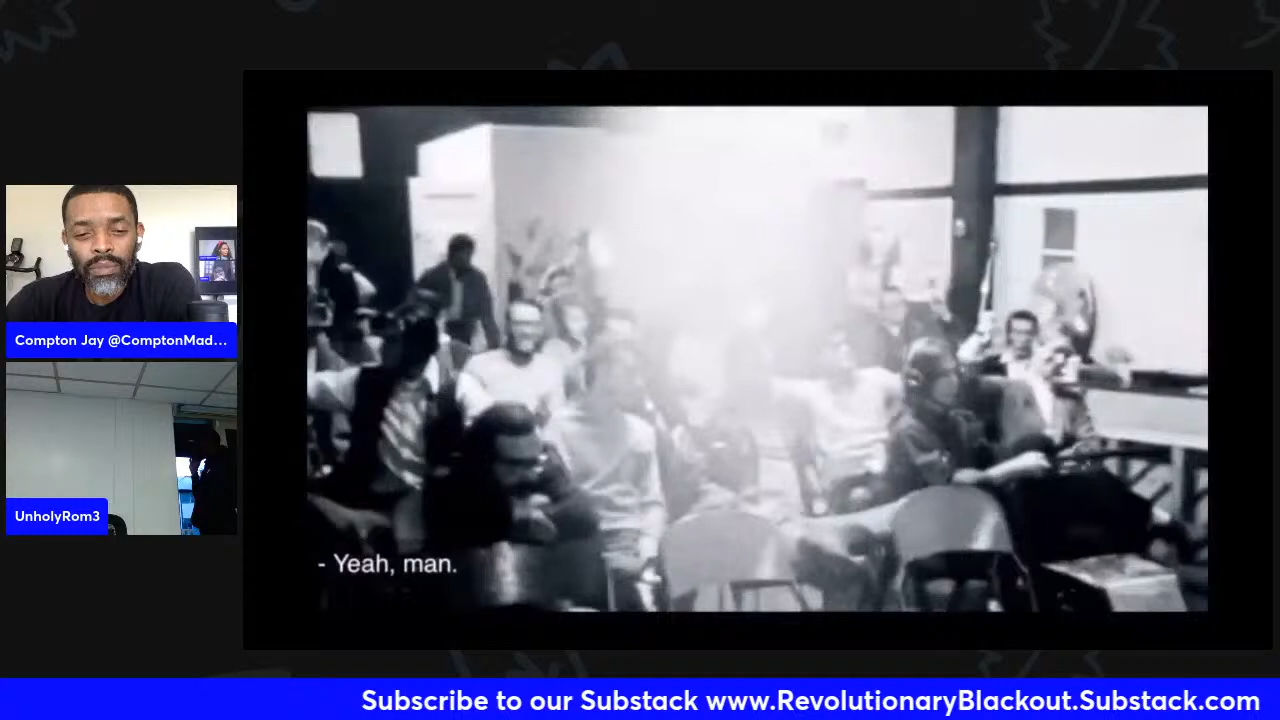 Compton Jay @ComptonMad...
UnholyRom3
- Yeah, man.
Subscribe to our Substack www.RevolutionaryBlackout.Substack.com